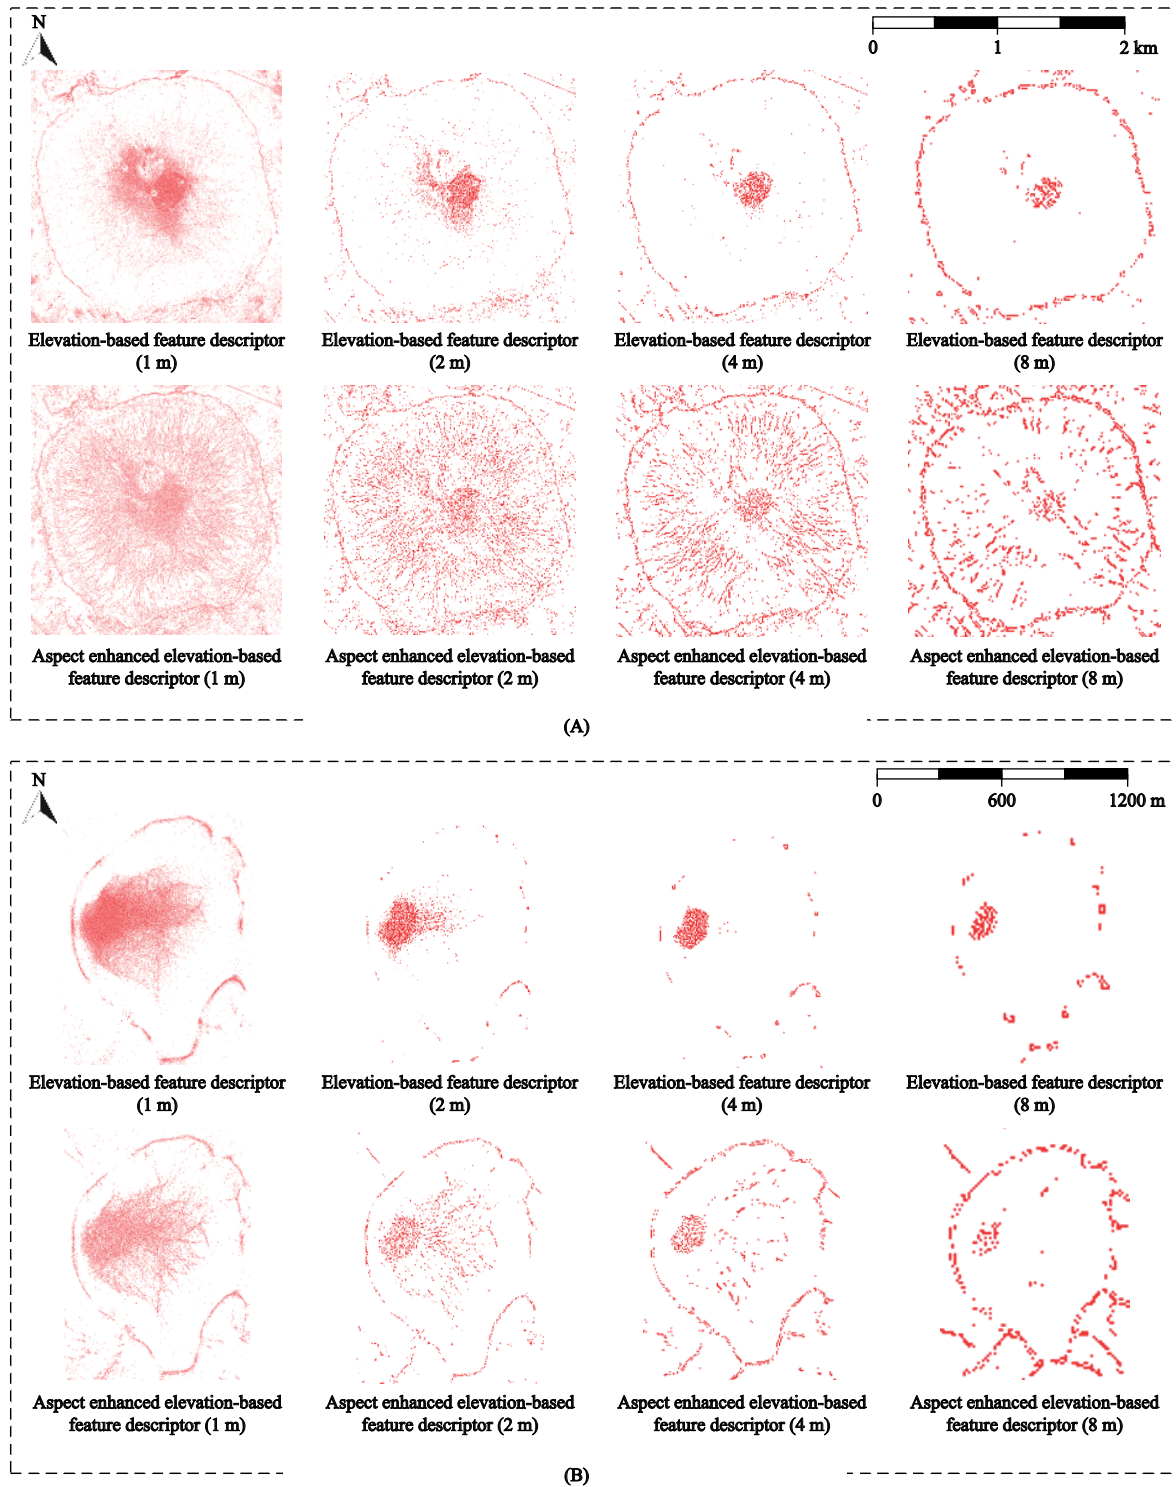 N
0 1 2 km
Elevation-based feature descriptor
(1 m)
Elevation-based feature descriptor
(2 m)
Elevation-based feature descriptor
(4 m)
Elevation-based feature descriptor
(8 m)
Aspect enhanced elevation-based
feature descriptor (1 m)
Aspect enhanced elevation-based
feature descriptor (2 m)
Aspect enhanced elevation-based
feature descriptor (4 m)
Aspect enhanced elevation-based
feature descriptor (8 m)
(A)
N
0 600 1200 m
Elevation-based feature descriptor
(1 m)
Elevation-based feature descriptor
(2 m)
Elevation-based feature descriptor
(4 m)
Elevation-based feature descriptor
(8 m)
Aspect enhanced elevation-based
feature descriptor (1 m)
Aspect enhanced elevation-based
feature descriptor (2 m)
Aspect enhanced elevation-based
feature descriptor (4 m)
Aspect enhanced elevation-based
feature descriptor (8 m)
(B)